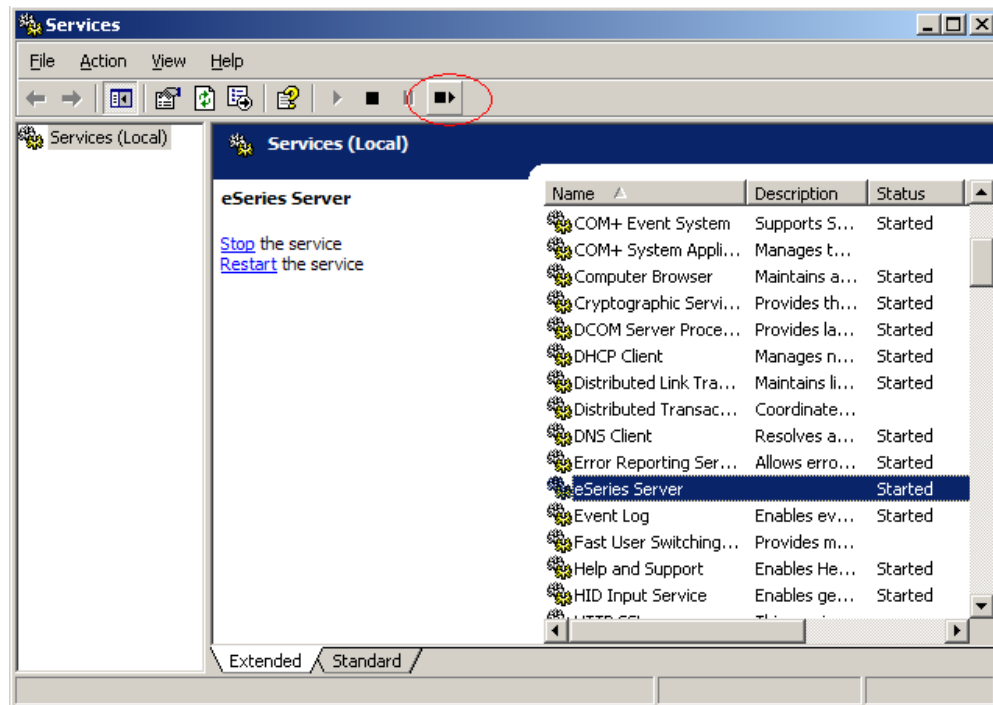 Services
File Action View Help
Services (Local)
Services (Local)
eSeries Server
Stop the service
Restart the service
Name Description Status
COM+ Event System Supports S... Started
COM+ System Appli... Manages t...
Computer Browser Maintains a... Started
Cryptographic Servi... Provides th... Started
DCOM Server Proce... Provides la... Started
DHCP Client Manages n... Started
Distributed Link Tra... Maintains li... Started
Distributed Transac... Coordinate...
DNS Client Resolves a... Started
Error Reporting Ser... Allows erro... Started
eSeries Server Started
Event Log Enables ev... Started
Fast User Switching... Provides m...
Help and Support Enables He... Started
HID Input Service Enables ge... Started
Extended Standard